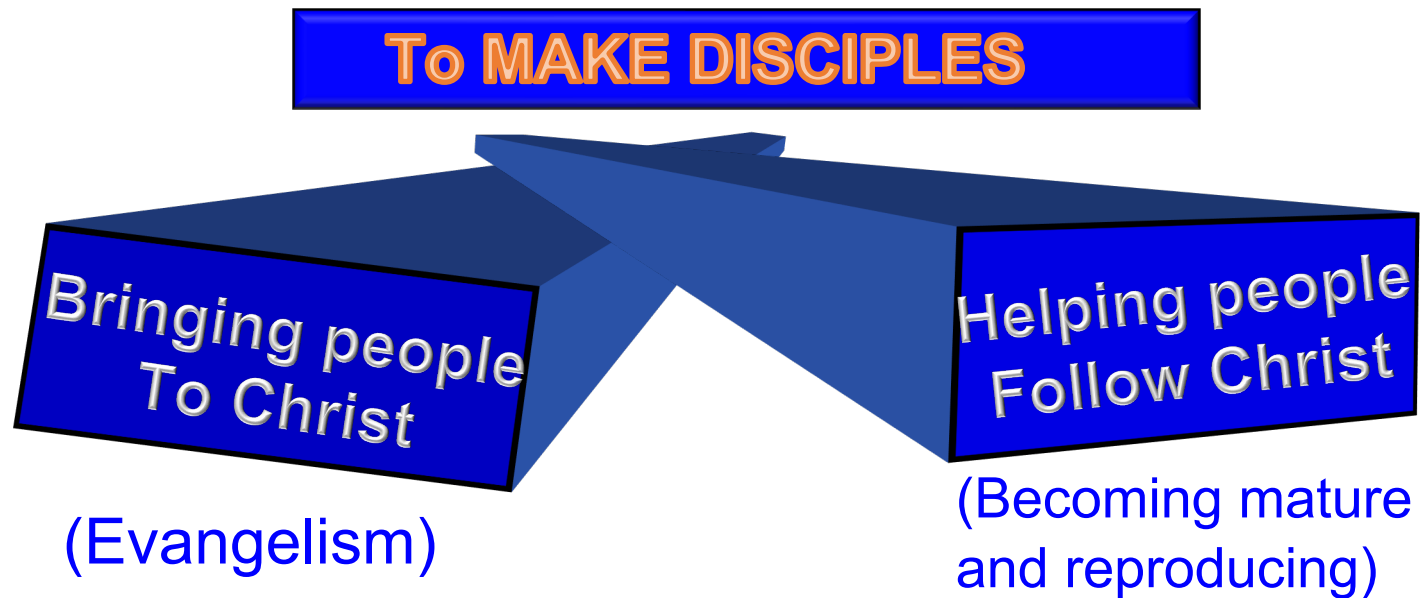 To MAKE DISCIPLES
Bringing people
To Christ
(Evangelism)
Helping people
Follow Christ
(Becoming mature
and reproducing)